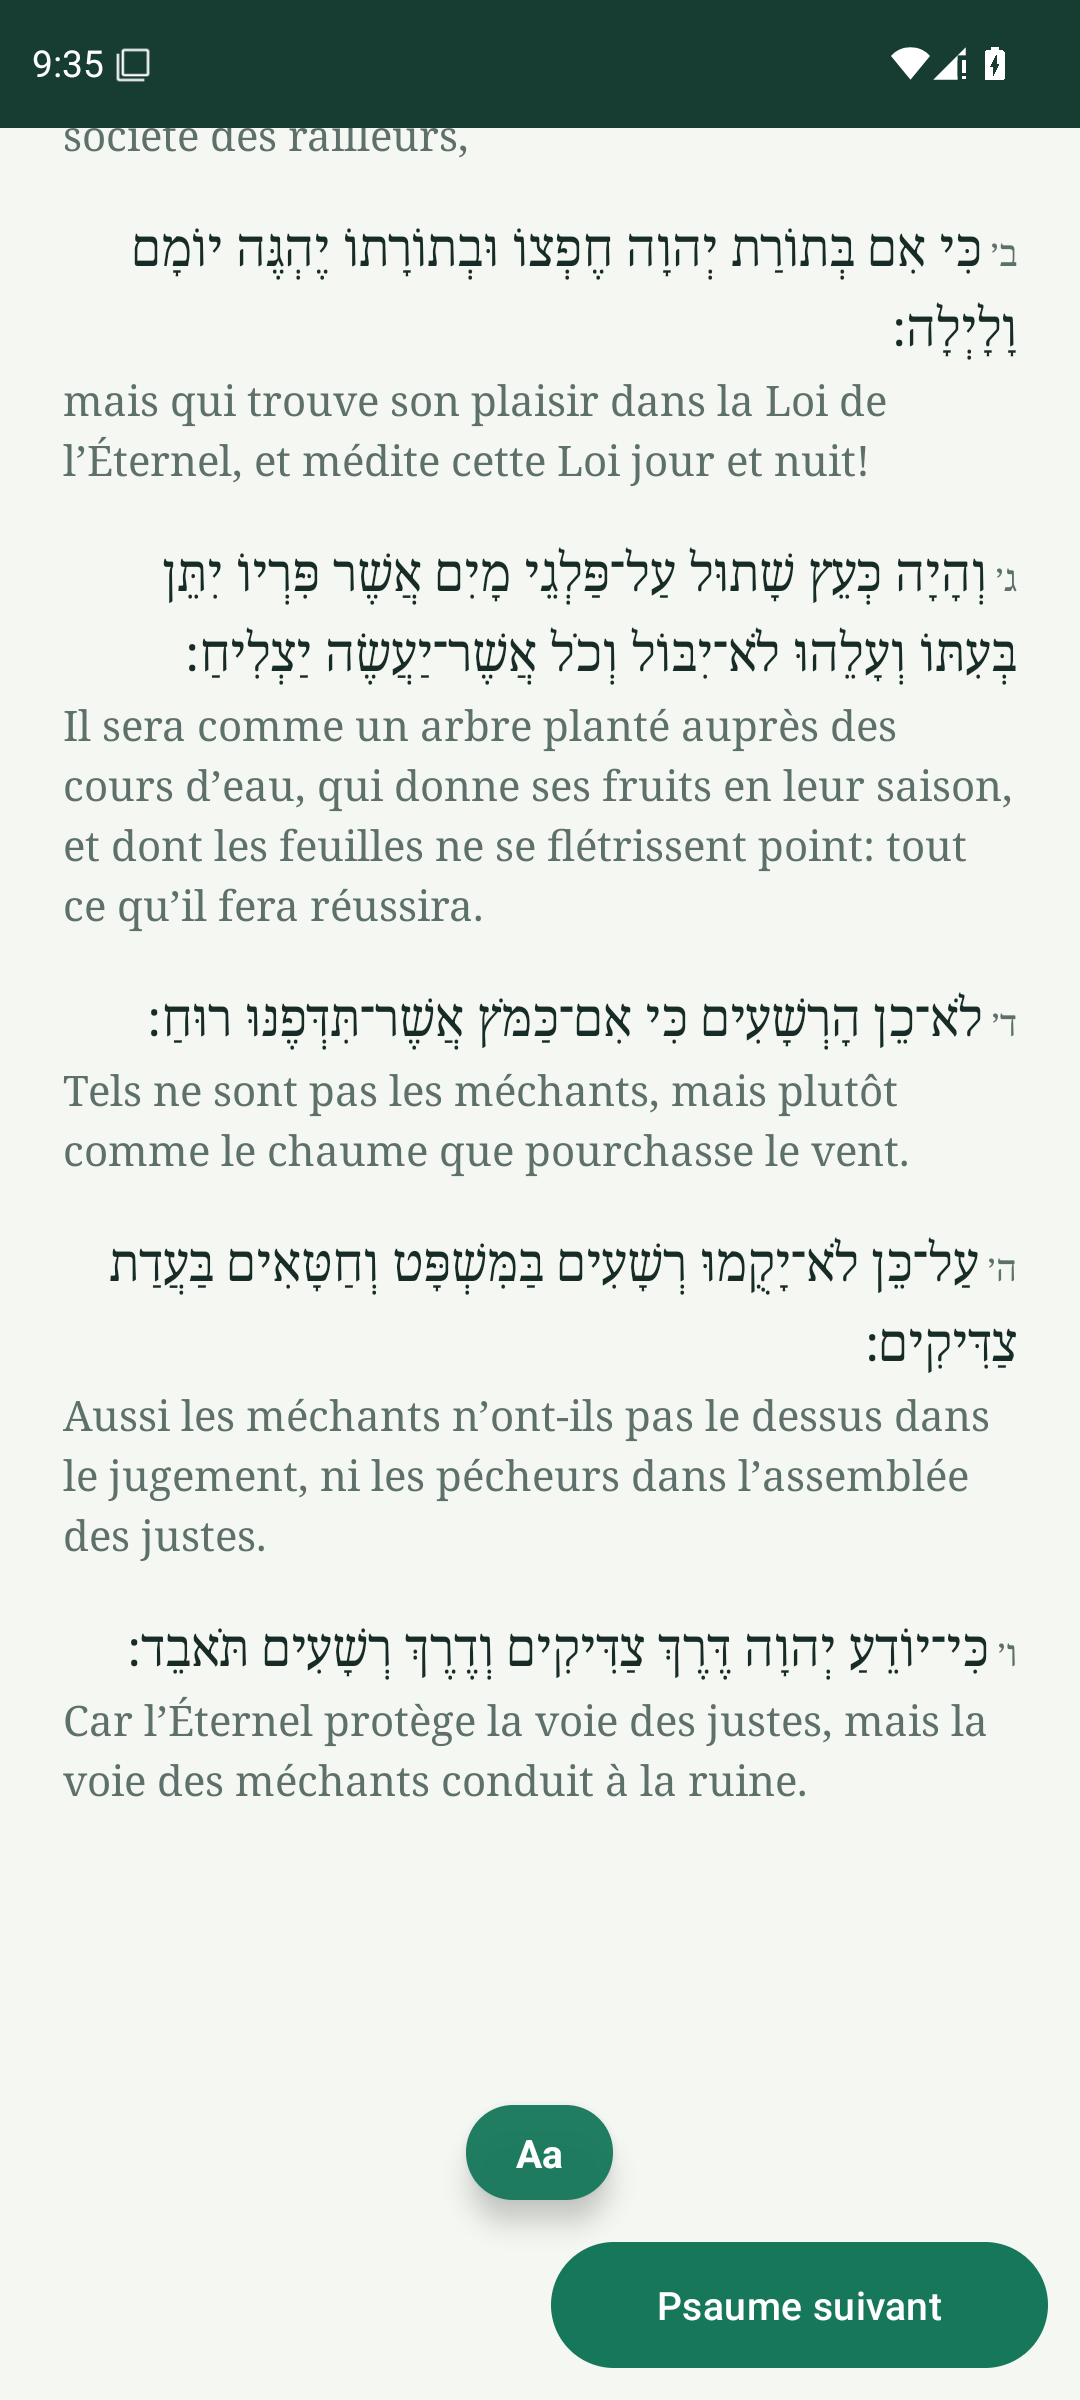 9:35
société des railleurs,
ב׳ כִּי אִם בְּתוֹרַת יְהוָה חֶפְצוֹ וּבְתוֹרָתוֹ יֶהְגֶּה יוֹמָם
וָלָיְלָה:
mais qui trouve son plaisir dans la Loi de
l’Éternel, et médite cette Loi jour et nuit!
ג׳ וְהָיָה כְּעֵץ שָׁתוּל עַל־פַּלְגֵי מָיִם אֲשֶׁר פִּרְיוֹ יִתֵּן
בְּעִתּוֹ וְעָלֵהוּ לֹא־יִבּוֹל וְכֹל אֲשֶׁר־יַעֲשֶׂה יַצְלִיחַ:
Il sera comme un arbre planté auprès des
cours d’eau, qui donne ses fruits en leur saison,
et dont les feuilles ne se flétrissent point: tout
ce qu’il fera réussira.
ד׳ לֹא־כֵן הָרְשָׁעִים כִּי אִם־כַּמֹּץ אֲשֶׁר־תִּדְּפֶנּוּ רוּחַ:
Tels ne sont pas les méchants, mais plutôt
comme le chaume que pourchasse le vent.
ה׳ עַל־כֵּן לֹא־יָקֻמוּ רְשָׁעִים בַּמִּשְׁפָּט וְחַטָּאִים בַּעֲדַת
צַדִּיקִים:
Aussi les méchants n’ont-ils pas le dessus dans
le jugement, ni les pécheurs dans l’assemblée
des justes.
ו׳ כִּי־יוֹדֵעַ יְהוָה דֶּרֶךְ צַדִּיקִים וְדֶרֶךְ רְשָׁעִים תֹּאבֵד:
Car l’Éternel protège la voie des justes, mais la
voie des méchants conduit à la ruine.
Aa
Psaume suivant